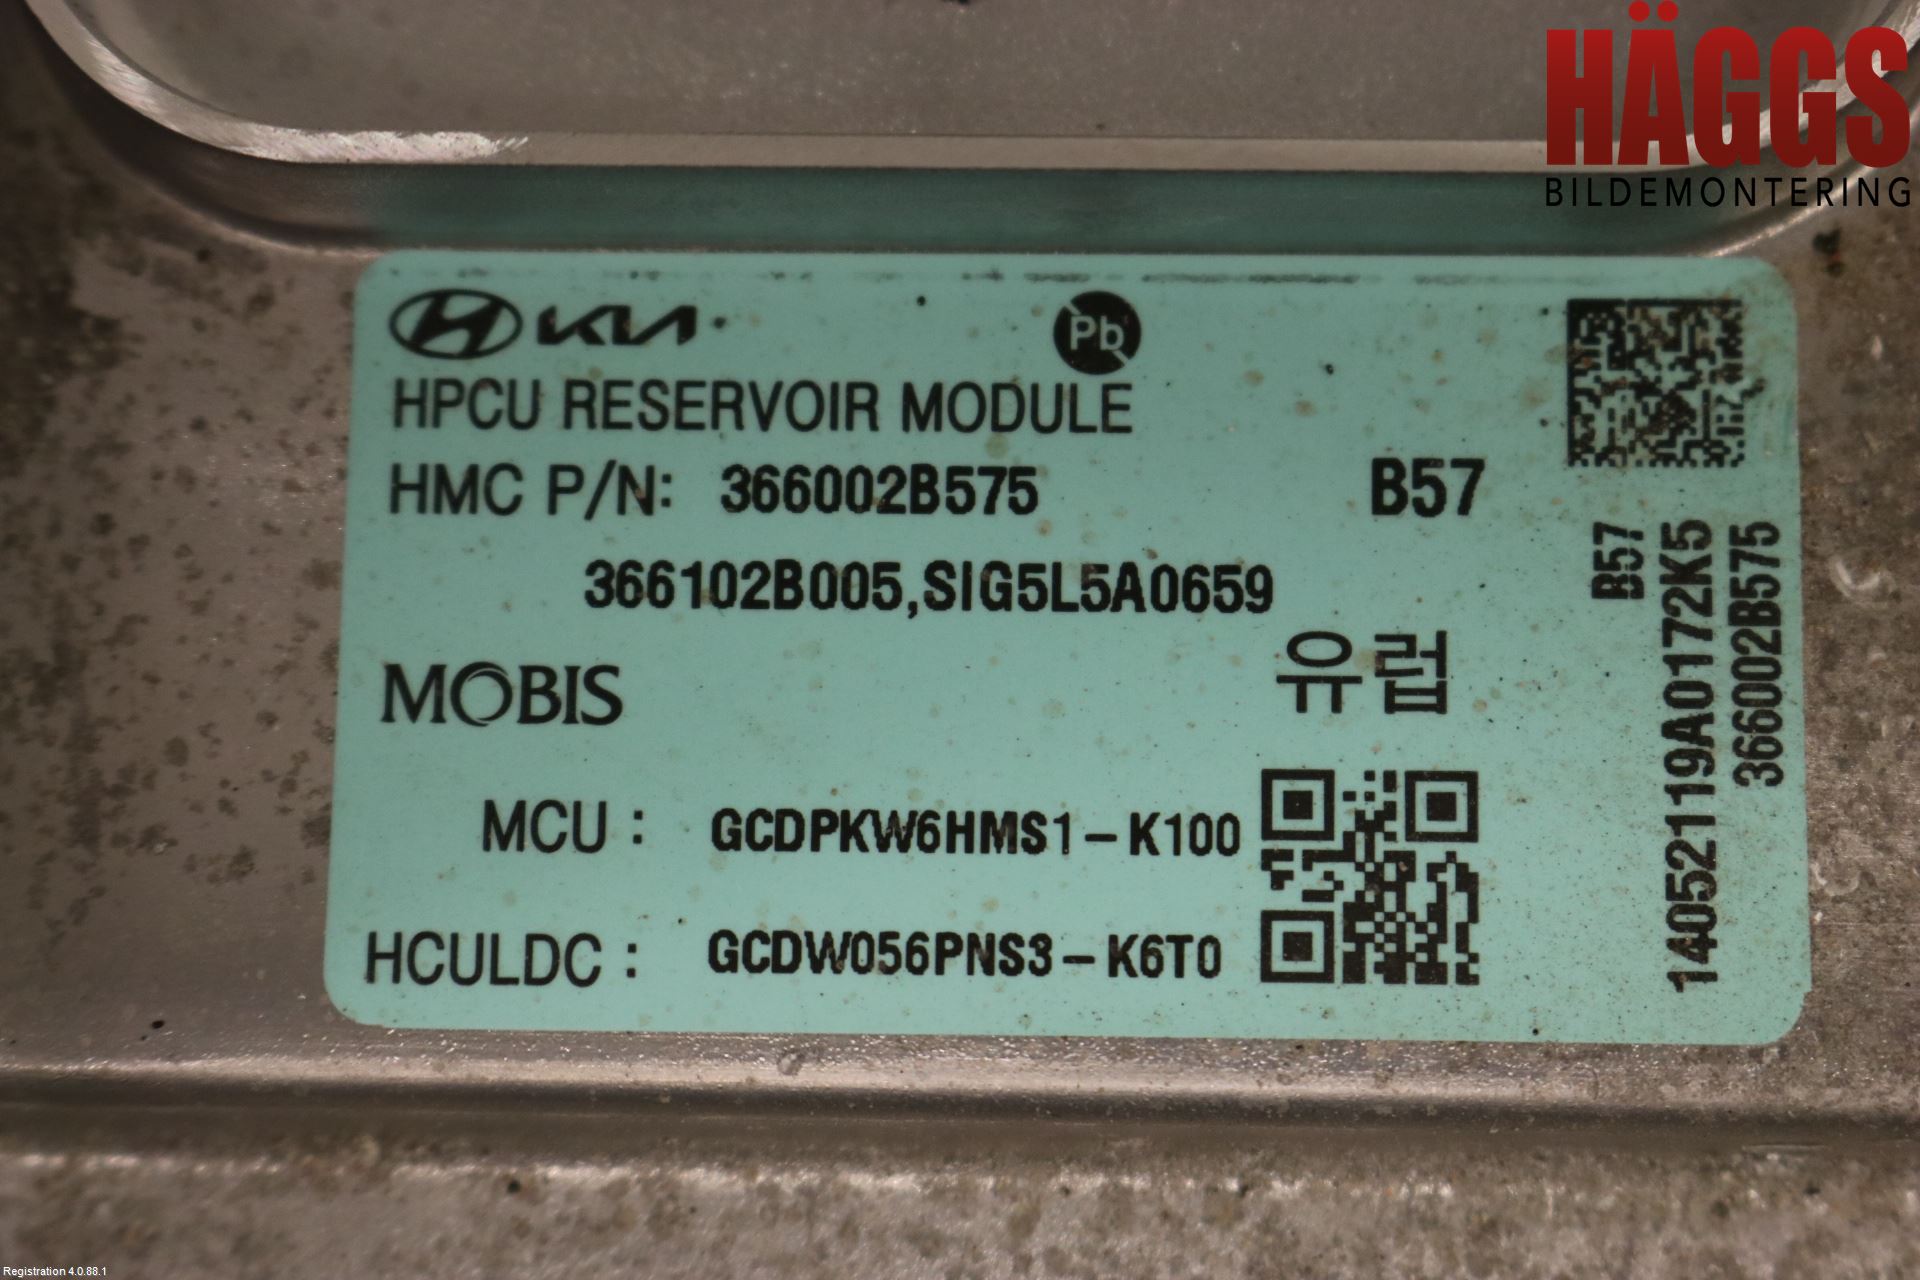 HÄGGS
BILDEMONTERING
KIA
Pb
HPCU RESERVOIR MODULE
HMC P/N: 366002B575 B57
366102B005,SIG5L5A0659
MOBIS
유럽
MCU : GCDPKW6HMS1-K100
HCULDC : GCDW056PNS3-K6T0
B57
14052119A0172K5
366002B575
Registration 4.0.88.1